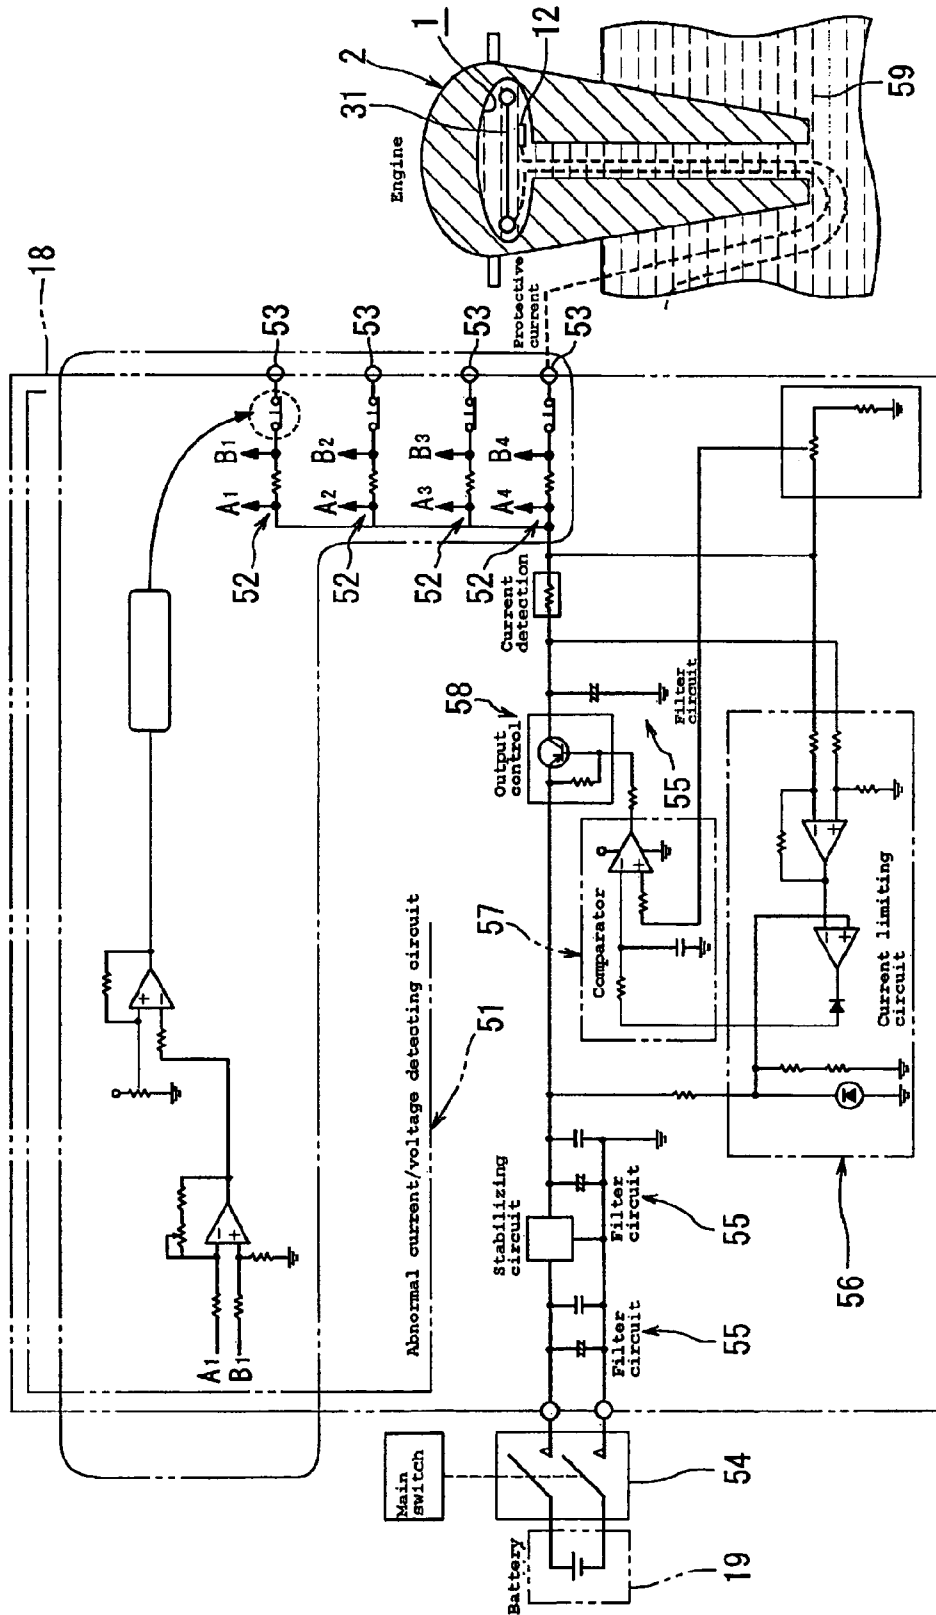 18
1
2
12
31
Engine
59
Protective
current
53
53
53
53
B1
B2
B3
B4
A1
A2
A3
A4
52
52
52
52
Current
detection
58
Output
control
Filter
circuit
55
57
Comparator
Current limiting
circuit
56
Abnormal current/voltage detecting circuit
51
A1
B1
Stabilizing
circuit
Filter
circuit
55
Filter
circuit
55
Main
switch
54
Battery
19